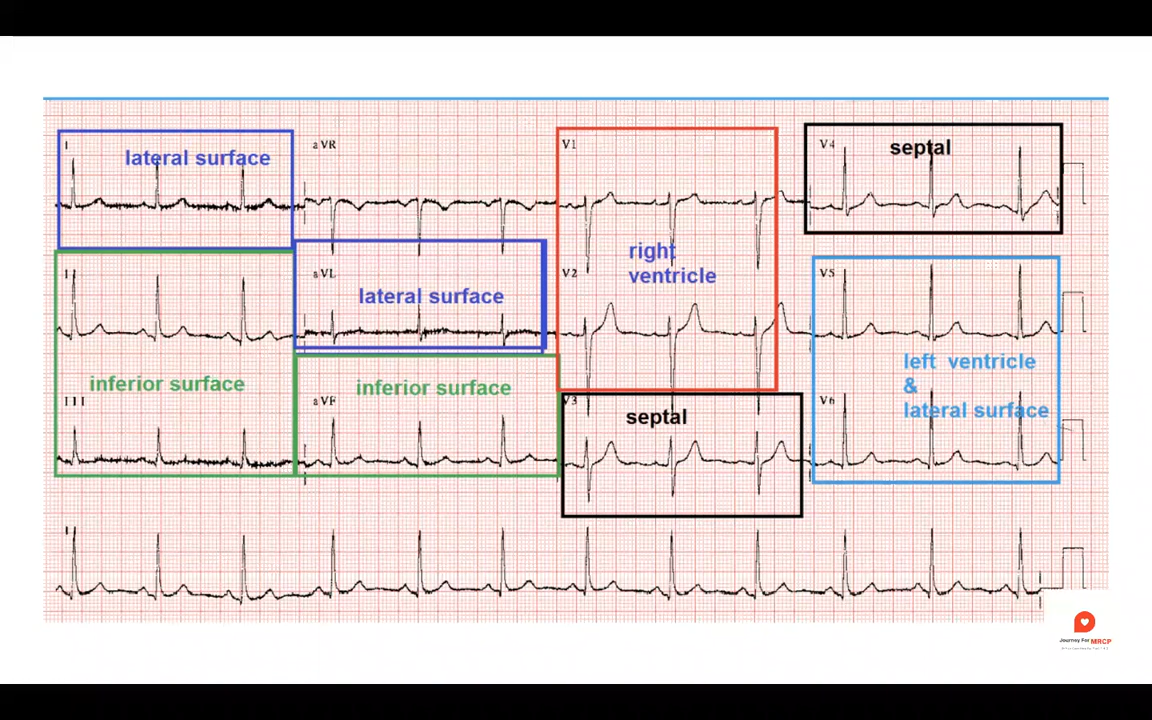 I
lateral surface
aVR
V1
V4
septal
II
aVL
lateral surface
V2
right
ventricle
V5
left ventricle
&
lateral surface
III
inferior surface
aVF
inferior surface
V3
septal
V6
II
Journey For MRCP